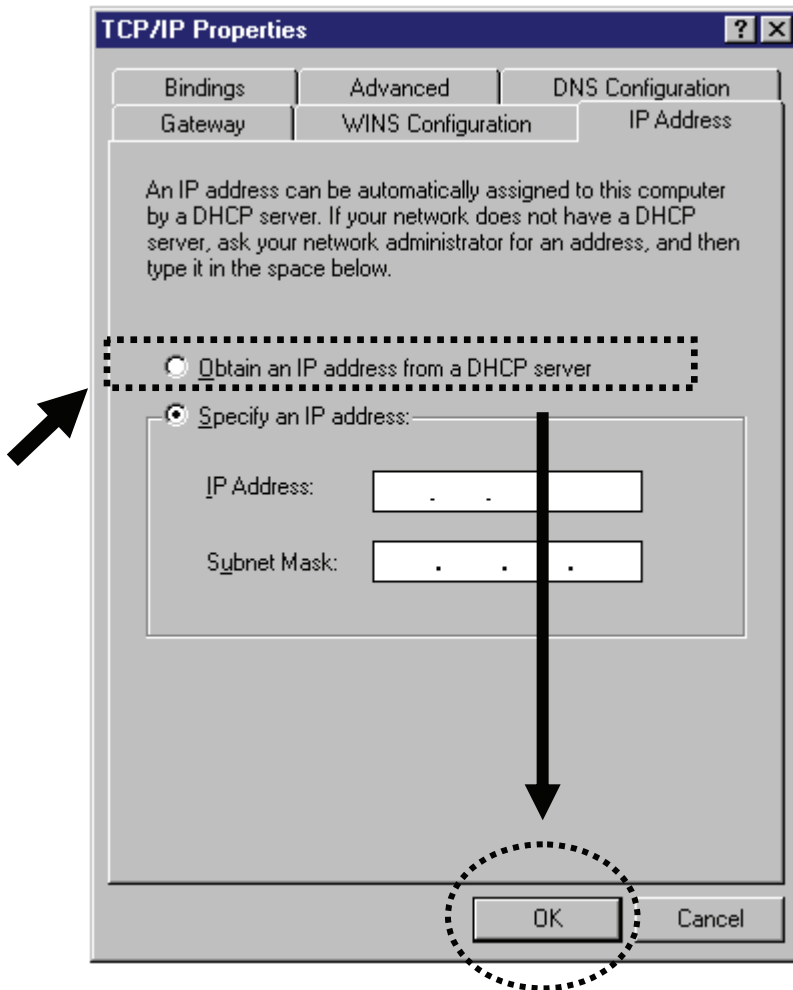 TCP/IP Properties
? ×
Bindings Advanced DNS Configuration
Gateway WINS Configuration IP Address
An IP address can be automatically assigned to this computer
by a DHCP server. If your network does not have a DHCP
server, ask your network administrator for an address, and then
type it in the space below.
Obtain an IP address from a DHCP server
Specify an IP address:
IP Address: . .
Subnet Mask: . . .
OK Cancel